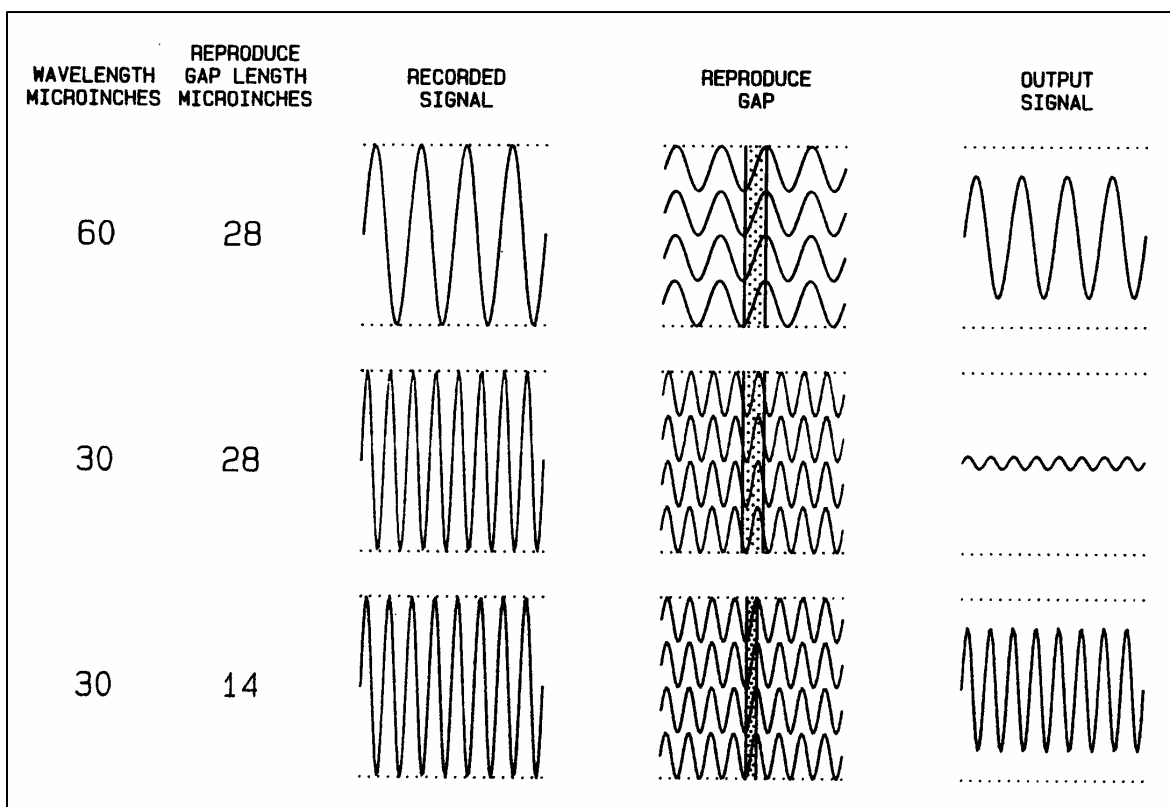 WAVELENGTH
MICROINCHES
REPRODUCE
GAP LENGTH
MICROINCHES
RECORDED
SIGNAL
REPRODUCE
GAP
OUTPUT
SIGNAL
60 28
30 28
30 14